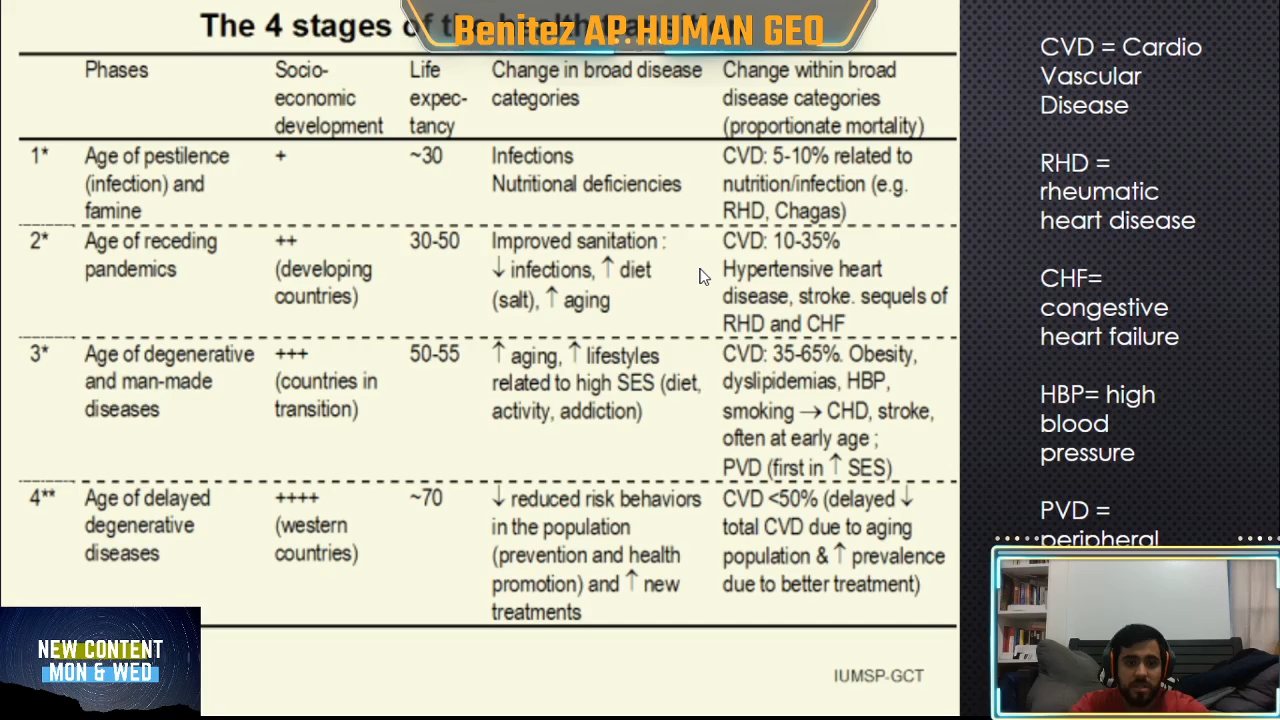 The 4 stages of
Benitez AP HUMAN GEO
Phases
Socio-
economic
development
Life
expec-
tancy
Change in broad disease
categories
Change within broad
disease categories
(proportionate mortality)
1*
Age of pestilence
(infection) and
famine
+
~30
Infections
Nutritional deficiencies
CVD: 5-10% related to
nutrition/infection (e.g.
RHD, Chagas)
2*
Age of receding
pandemics
++
(developing
countries)
30-50
Improved sanitation :
↓ infections, ↑ diet
(salt), ↑ aging
CVD: 10-35%
Hypertensive heart
disease, stroke. sequels of
RHD and CHF
3*
Age of degenerative
and man-made
diseases
+++
(countries in
transition)
50-55
↑ aging, ↑ lifestyles
related to high SES (diet,
activity, addiction)
CVD: 35-65%. Obesity,
dyslipidemias, HBP,
smoking → CHD, stroke,
often at early age ;
PVD (first in ↑ SES)
4**
Age of delayed
degenerative
diseases
++++
(western
countries)
~70
↓ reduced risk behaviors
in the population
(prevention and health
promotion) and ↑ new
treatments
CVD <50% (delayed ↓
total CVD due to aging
population & ↑ prevalence
due to better treatment)
IUMSP-GCT
CVD = Cardio
Vascular
Disease
RHD =
rheumatic
heart disease
CHF=
congestive
heart failure
HBP= high
blood
pressure
PVD =
peripheral
NEW CONTENT
MON & WED